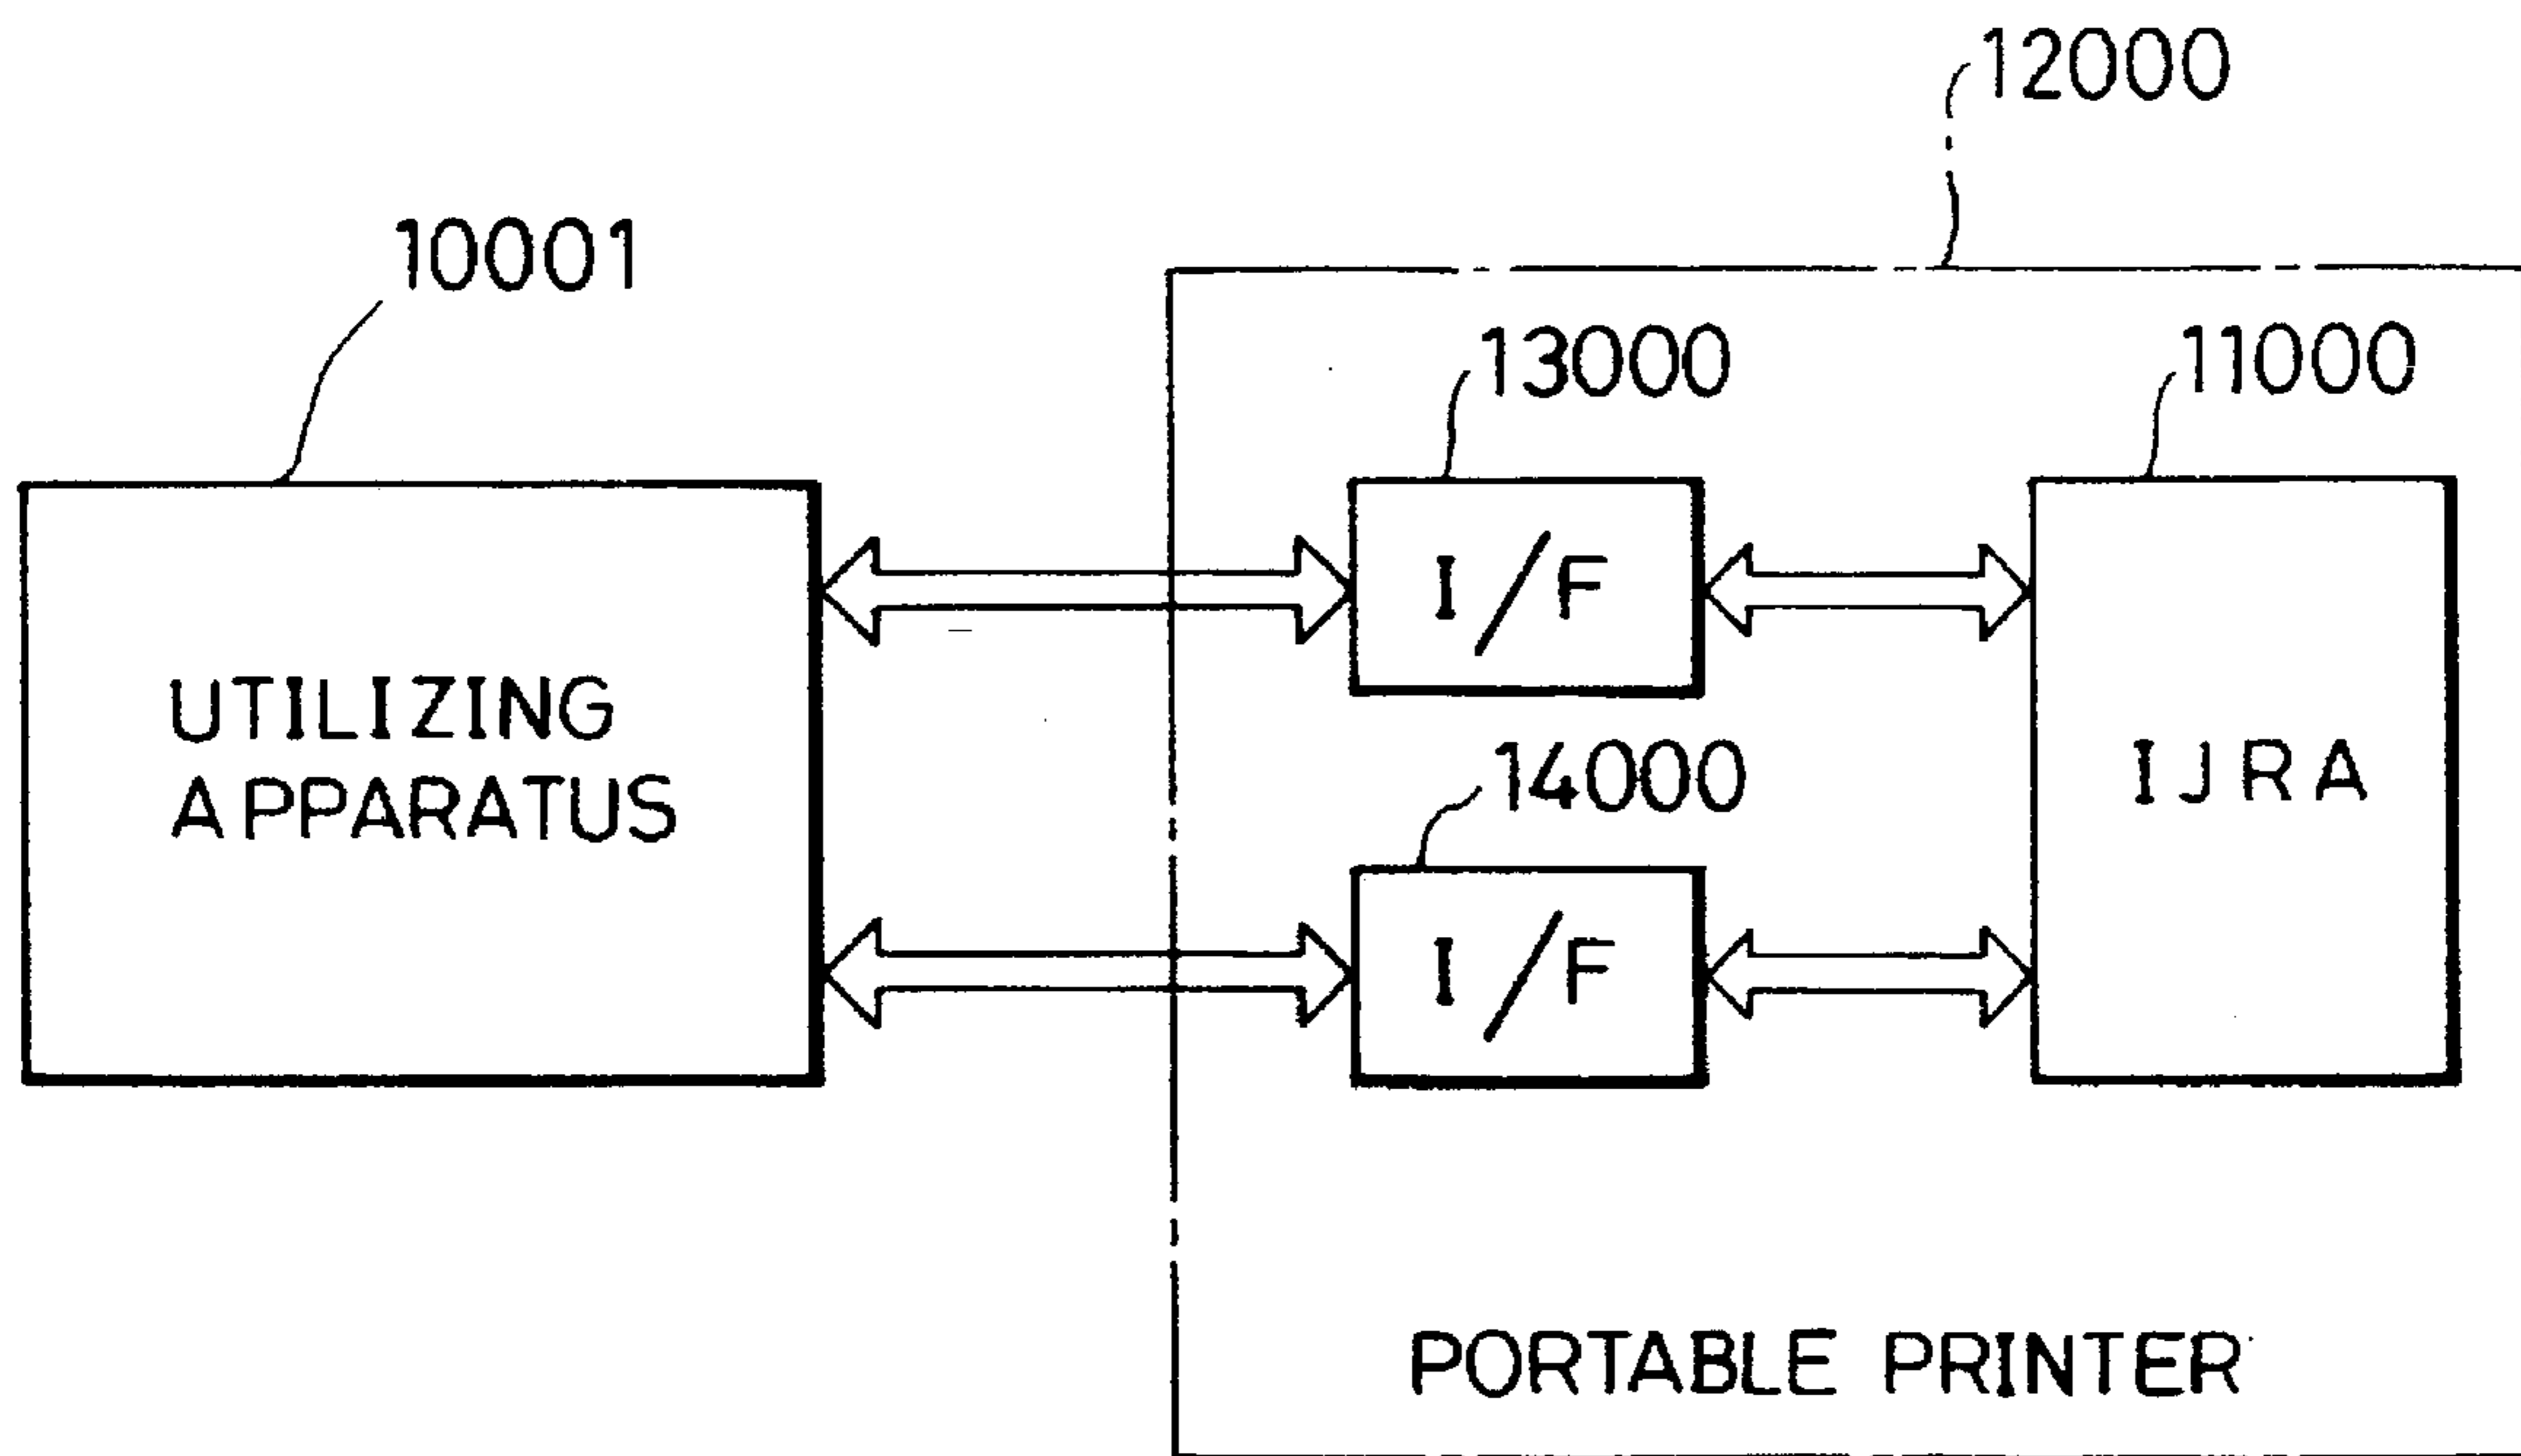 12000
10001
13000
11000
I/F
UTILIZING
APPARATUS
14000
IJRA
I/F
PORTABLE PRINTER